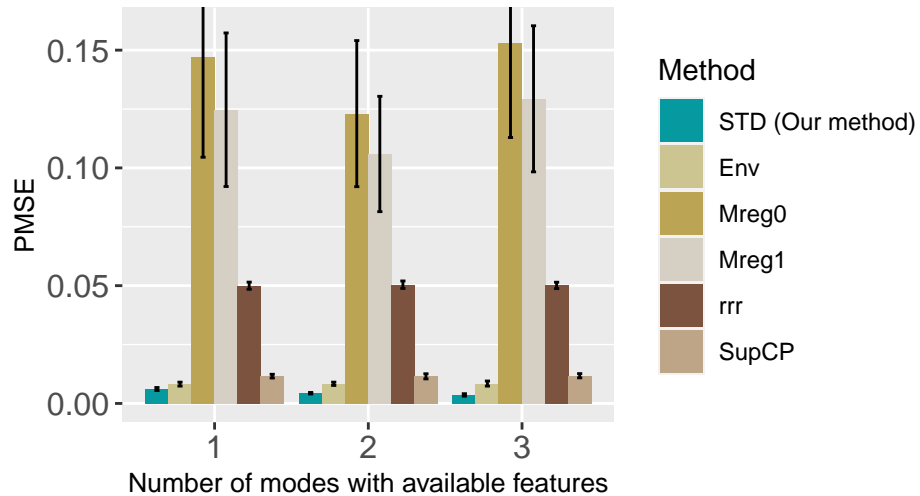 0.15
0.10
0.05
0.00
PMSE
1
2
3
Number of modes with available features
Method
STD (Our method)
Env
Mreg0
Mreg1
rrr
SupCP